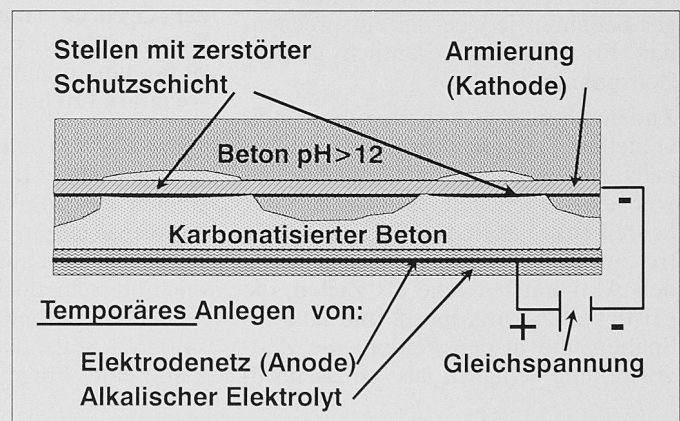 Stellen mit zerstörter
Schutzschicht
Armierung
(Kathode)
Beton pH>12
-
Karbonatisierter Beton
Temporäres Anlegen von:
+
-
Elektrodenetz (Anode)
Gleichspannung
Alkalischer Elektrolyt